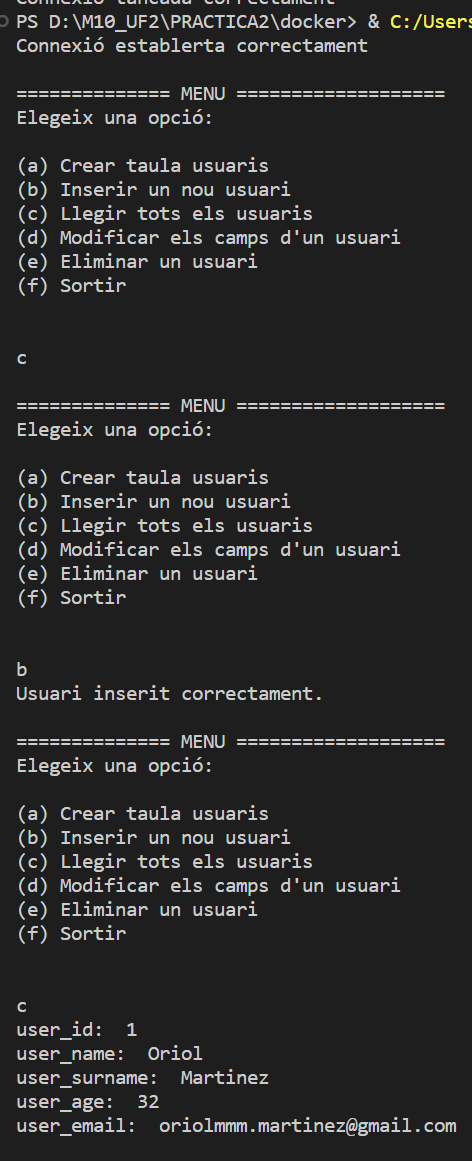 Connexió tancada correctament
PS D:\M10_UF2\PRACTICA2\docker> & C:/Users
Connexió establerta correctament
============== MENU ===================
Elegeix una opció:
(a) Crear taula usuaris
(b) Inserir un nou usuari
(c) Llegir tots els usuaris
(d) Modificar els camps d'un usuari
(e) Eliminar un usuari
(f) Sortir
c
============== MENU ===================
Elegeix una opció:
(a) Crear taula usuaris
(b) Inserir un nou usuari
(c) Llegir tots els usuaris
(d) Modificar els camps d'un usuari
(e) Eliminar un usuari
(f) Sortir
b
Usuari inserit correctament.
============== MENU ===================
Elegeix una opció:
(a) Crear taula usuaris
(b) Inserir un nou usuari
(c) Llegir tots els usuaris
(d) Modificar els camps d'un usuari
(e) Eliminar un usuari
(f) Sortir
c
user_id:  1
user_name:  Oriol
user_surname:  Martinez
user_age:  32
user_email:  oriolmmm.martinez@gmail.com